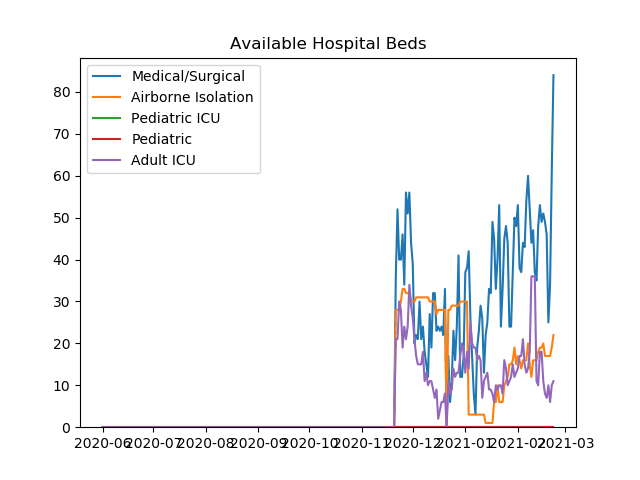 Available Hospital Beds
Medical/Surgical
Airborne Isolation
Pediatric ICU
Pediatric
Adult ICU
80
70
60
50
40
30
20
10
0
2020-06 2020-07 2020-08 2020-09 2020-10 2020-11 2020-12 2021-01 2021-02 2021-03